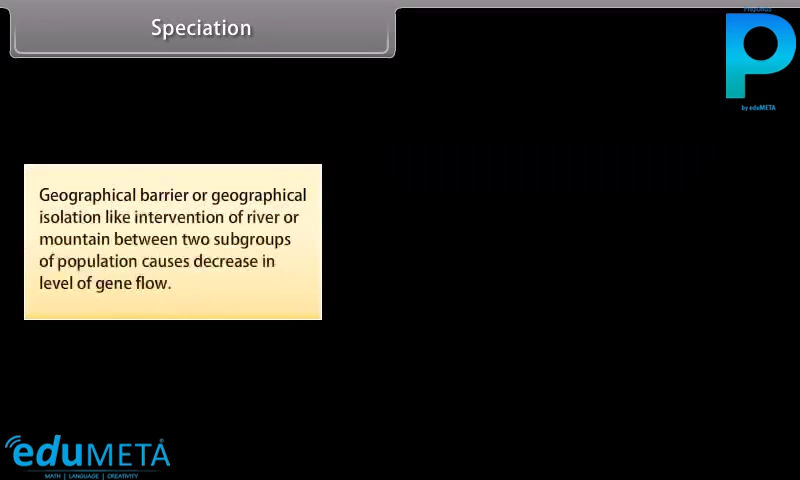 Speciation
Preponds
by eduMETA
Geographical barrier or geographical
isolation like intervention of river or
mountain between two subgroups
of population causes decrease in
level of gene flow.
eduMETA
MATH | LANGUAGE | CREATIVITY